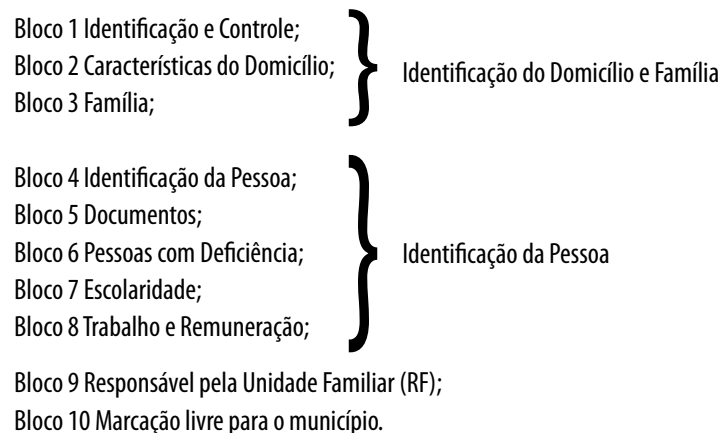 Bloco 1 Identificação e Controle;
Bloco 2 Características do Domicílio;
Bloco 3 Família;
Identificação do Domicílio e Família
Bloco 4 Identificação da Pessoa;
Bloco 5 Documentos;
Bloco 6 Pessoas com Deficiência;
Bloco 7 Escolaridade;
Bloco 8 Trabalho e Remuneração;
Identificação da Pessoa
Bloco 9 Responsável pela Unidade Familiar (RF);
Bloco 10 Marcação livre para o município.